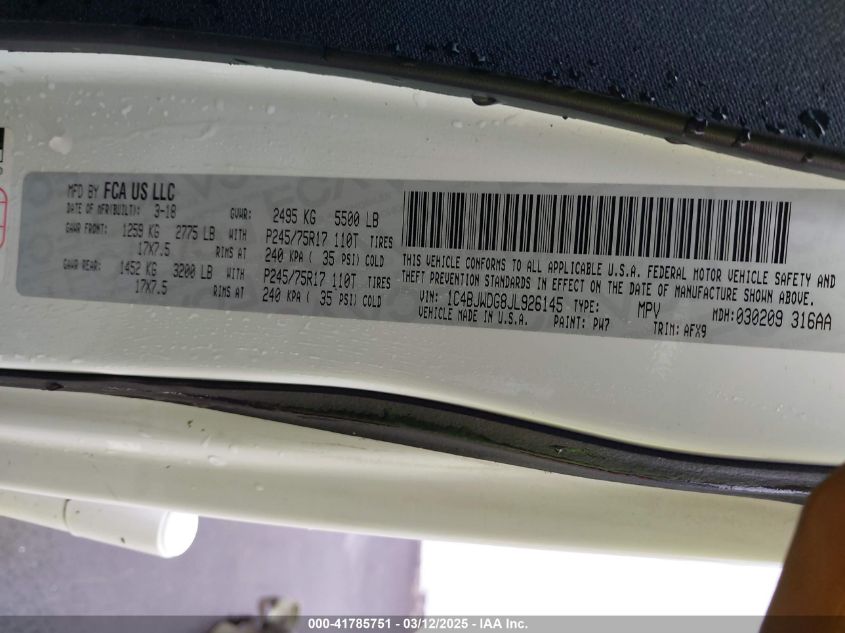 MFD BY FCA US LLC
DATE OF MFR(BUILT): 3-18 GVWR: 2495 KG 5500 LB
GAWR FRONT: 1259 KG 2775 LB WITH P245/75R17 110T TIRES
17X7.5 RIMS AT 240 KPA ( 35 PSI) COLD
GAWR REAR: 1452 KG 3200 LB WITH P245/75R17 110T TIRES
17X7.5 RIMS AT 240 KPA ( 35 PSI) COLD
THIS VEHICLE CONFORMS TO ALL APPLICABLE U.S.A. FEDERAL MOTOR VEHICLE SAFETY AND
THEFT PREVENTION STANDARDS IN EFFECT ON THE DATE OF MANUFACTURE SHOWN ABOVE.
VIN: 1C4BJWDG8JL926145 TYPE: MPV MDH:030209 316AA
VEHICLE MADE IN U.S.A. PAINT: PW7 TRIM: AFX9
000-41785751 - 03/12/2025 - IAA Inc.